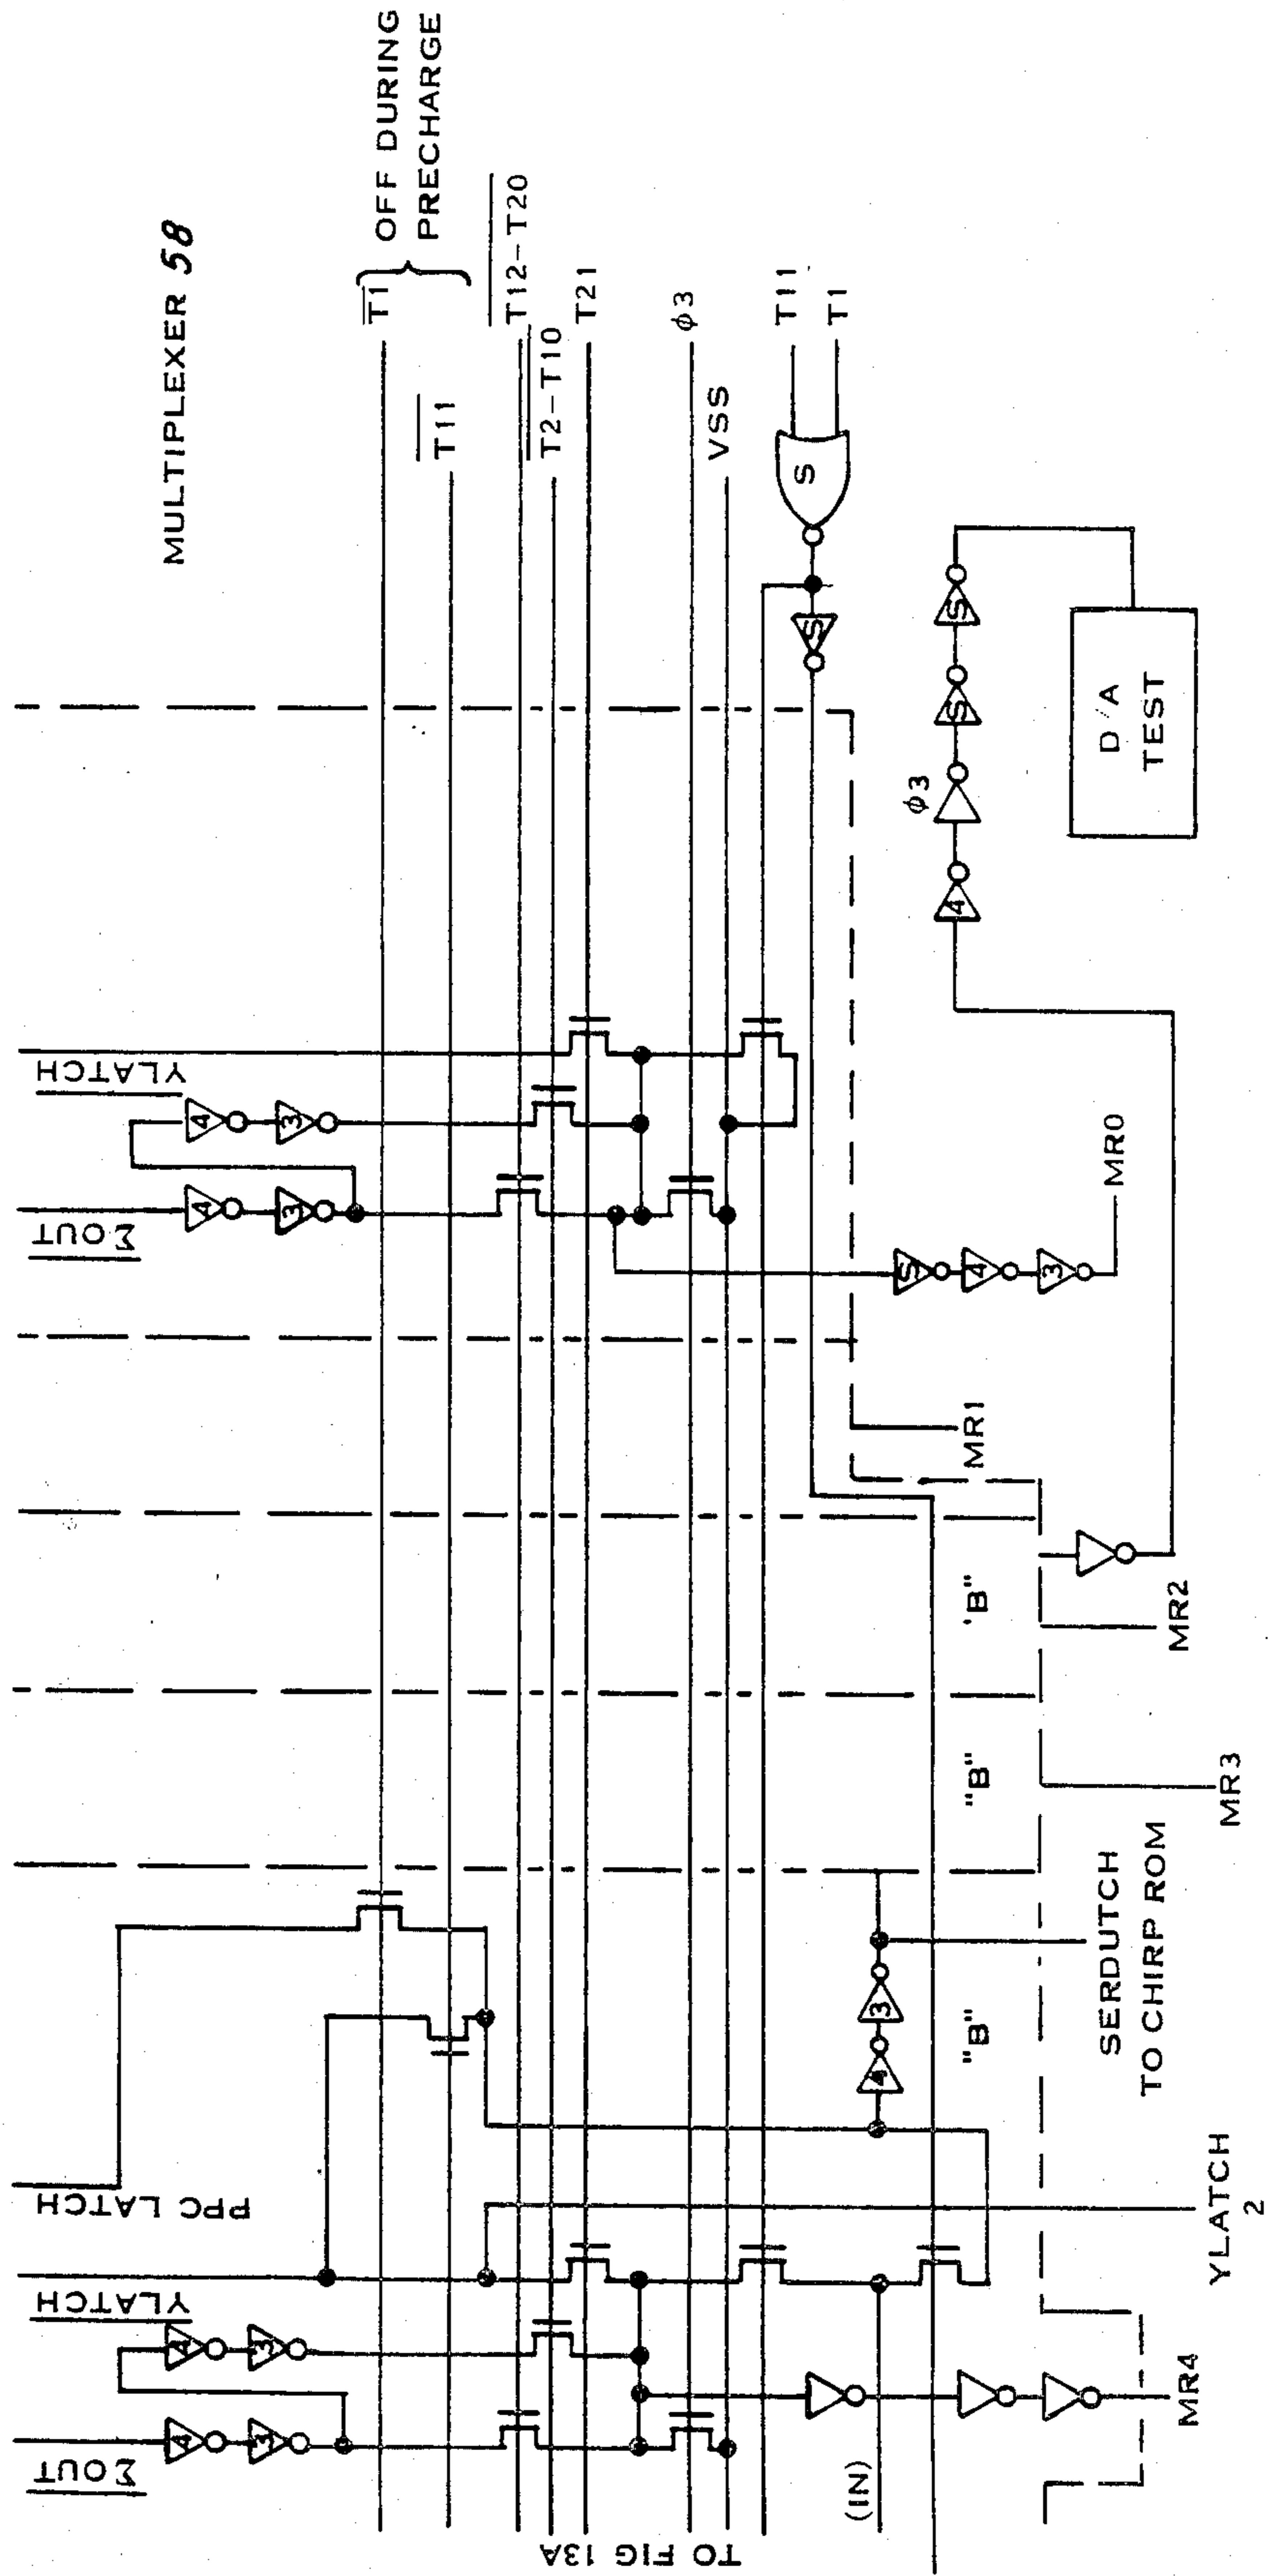 MULTIPLEXER 58
OFF DURING
PRECHARGE
T1
T11
T12-T20
T2-T10
T21
ϕ3
VSS
T11
T1
S
S
YLATCH
ΣOUT
4
3
4
3
S
4
3
MR0
4
ϕ3
S
S
D/A
TEST
MR1
'B"
MR2
"B"
MR3
"B"
4
3
SERDUTCH
TO CHIRP ROM
PPC LATCH
YLATCH
ΣOUT
4
3
4
3
YLATCH
2
(IN)
MR4
TO FIG 13A